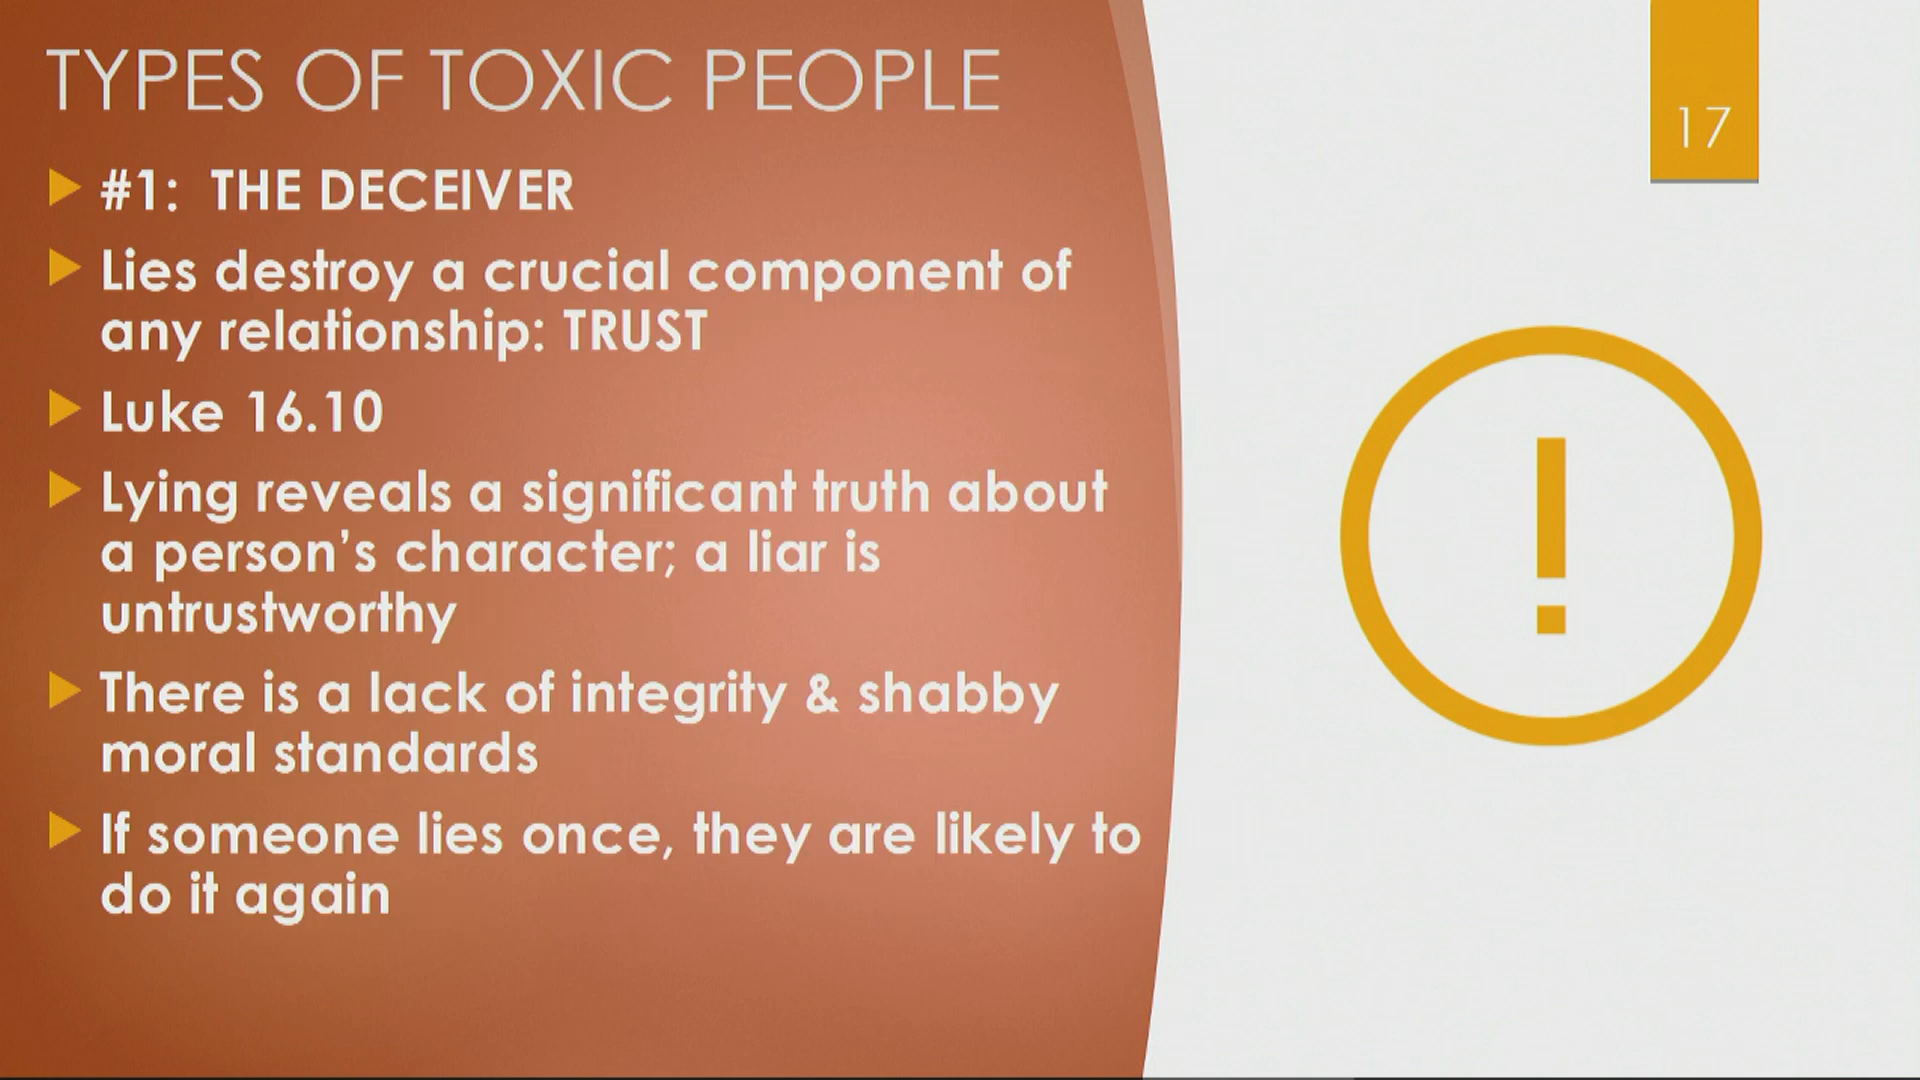 TYPES OF TOXIC PEOPLE
17
#1: THE DECEIVER
Lies destroy a crucial component of
any relationship: TRUST
Luke 16.10
Lying reveals a significant truth about
a person’s character; a liar is
untrustworthy
There is a lack of integrity & shabby
moral standards
If someone lies once, they are likely to
do it again
!